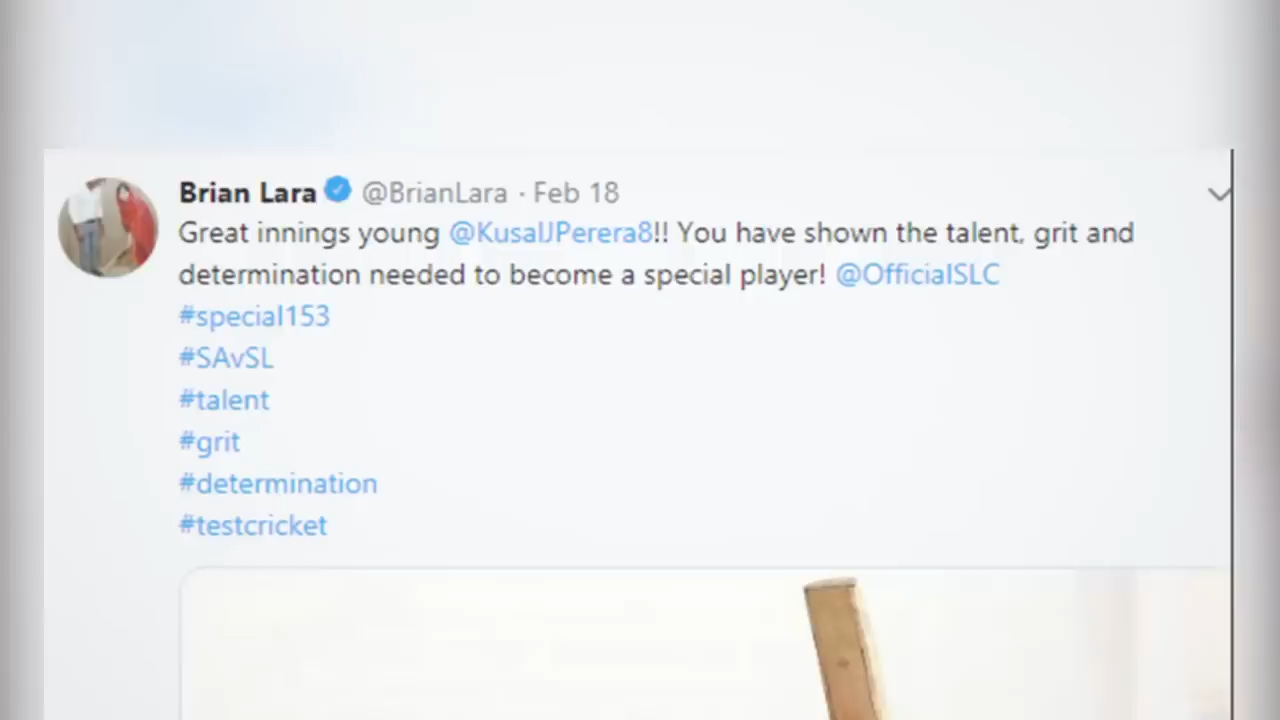 Brian Lara @BrianLara · Feb 18
Great innings young @KusalJPerera8!! You have shown the talent, grit and
determination needed to become a special player! @OfficialSLC
#special153
#SAvSL
#talent
#grit
#determination
#testcricket